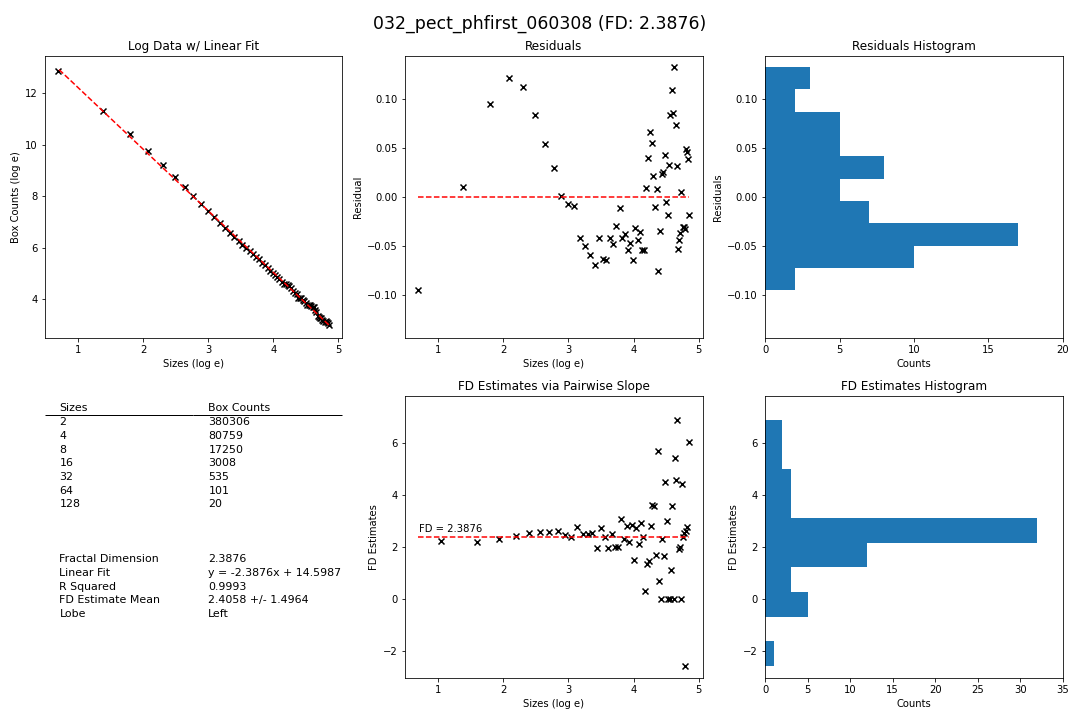 032_pect_phfirst_060308 (FD: 2.3876)
Log Data w/ Linear Fit
Box Counts (log e)
12
10
8
6
4
1 2 3 4 5
Sizes (log e)
Residuals
Residual
0.10
0.05
0.00
−0.05
−0.10
1 2 3 4 5
Sizes (log e)
Residuals Histogram
Residuals
0.10
0.05
0.00
−0.05
−0.10
0 5 10 15 20
Counts
Sizes Box Counts
2 380306
4 80759
8 17250
16 3008
32 535
64 101
128 20
Fractal Dimension 2.3876
Linear Fit y = -2.3876x + 14.5987
R Squared 0.9993
FD Estimate Mean 2.4058 +/- 1.4964
Lobe Left
FD Estimates via Pairwise Slope
FD Estimates
6
4
2
0
−2
FD = 2.3876
1 2 3 4 5
Sizes (log e)
FD Estimates Histogram
FD Estimates
6
4
2
0
−2
0 5 10 15 20 25 30 35
Counts